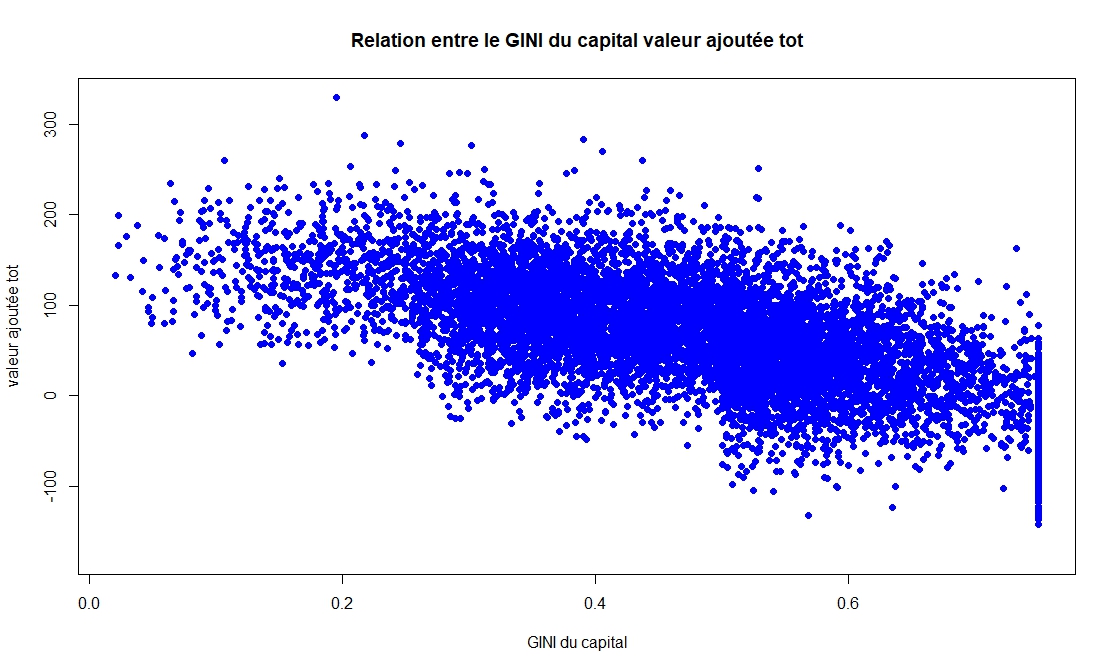 Relation entre le GINI du capital valeur ajoutée tot
300
200
100
0
-100
valeur ajoutée tot
0.0 0.2 0.4 0.6
GINI du capital